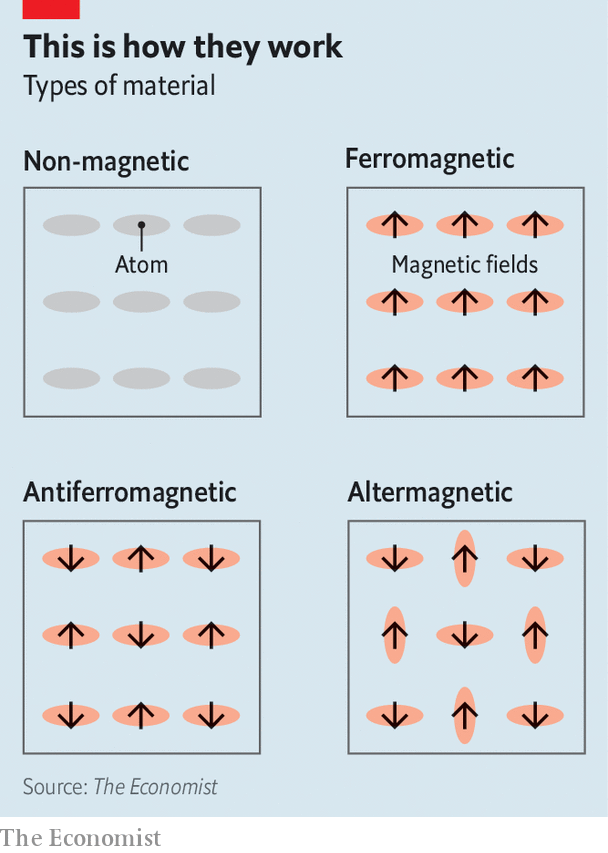 This is how they work
Types of material
Non-magnetic
Atom
Ferromagnetic
Magnetic fields
Antiferromagnetic
Altermagnetic
Source: The Economist
The Economist